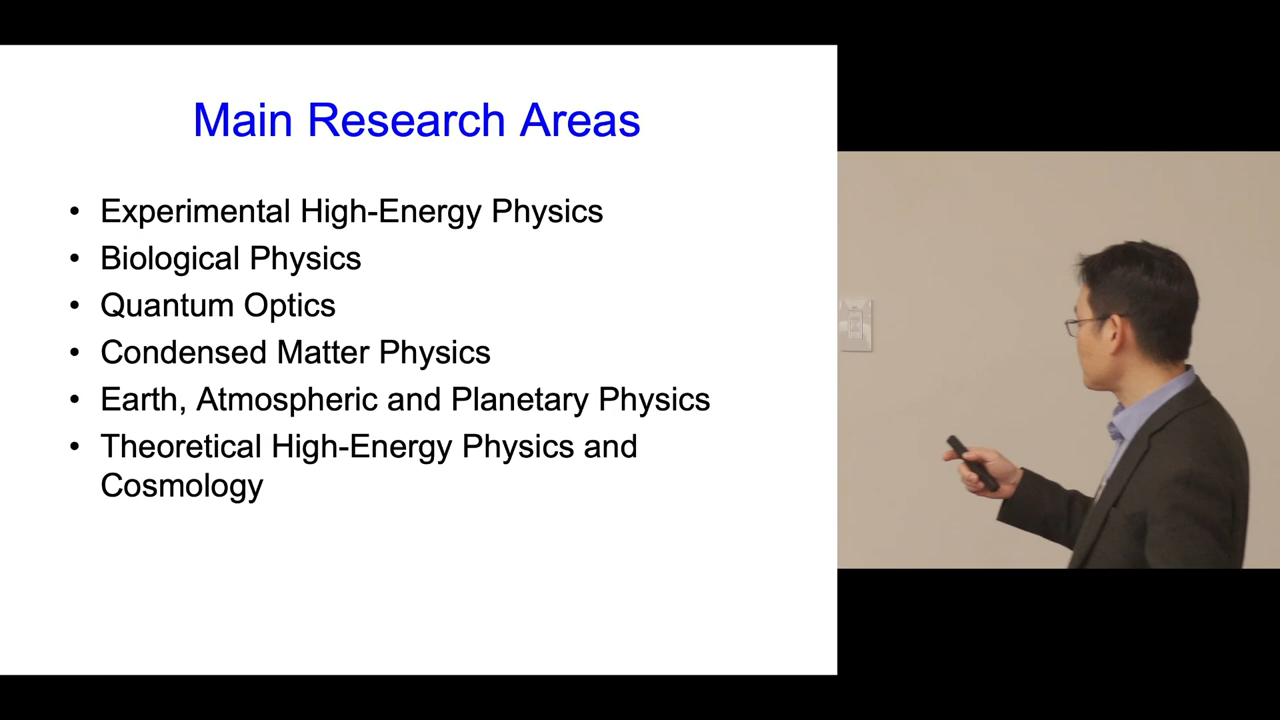 Main Research Areas
• Experimental High-Energy Physics
• Biological Physics
• Quantum Optics
• Condensed Matter Physics
• Earth, Atmospheric and Planetary Physics
• Theoretical High-Energy Physics and
Cosmology